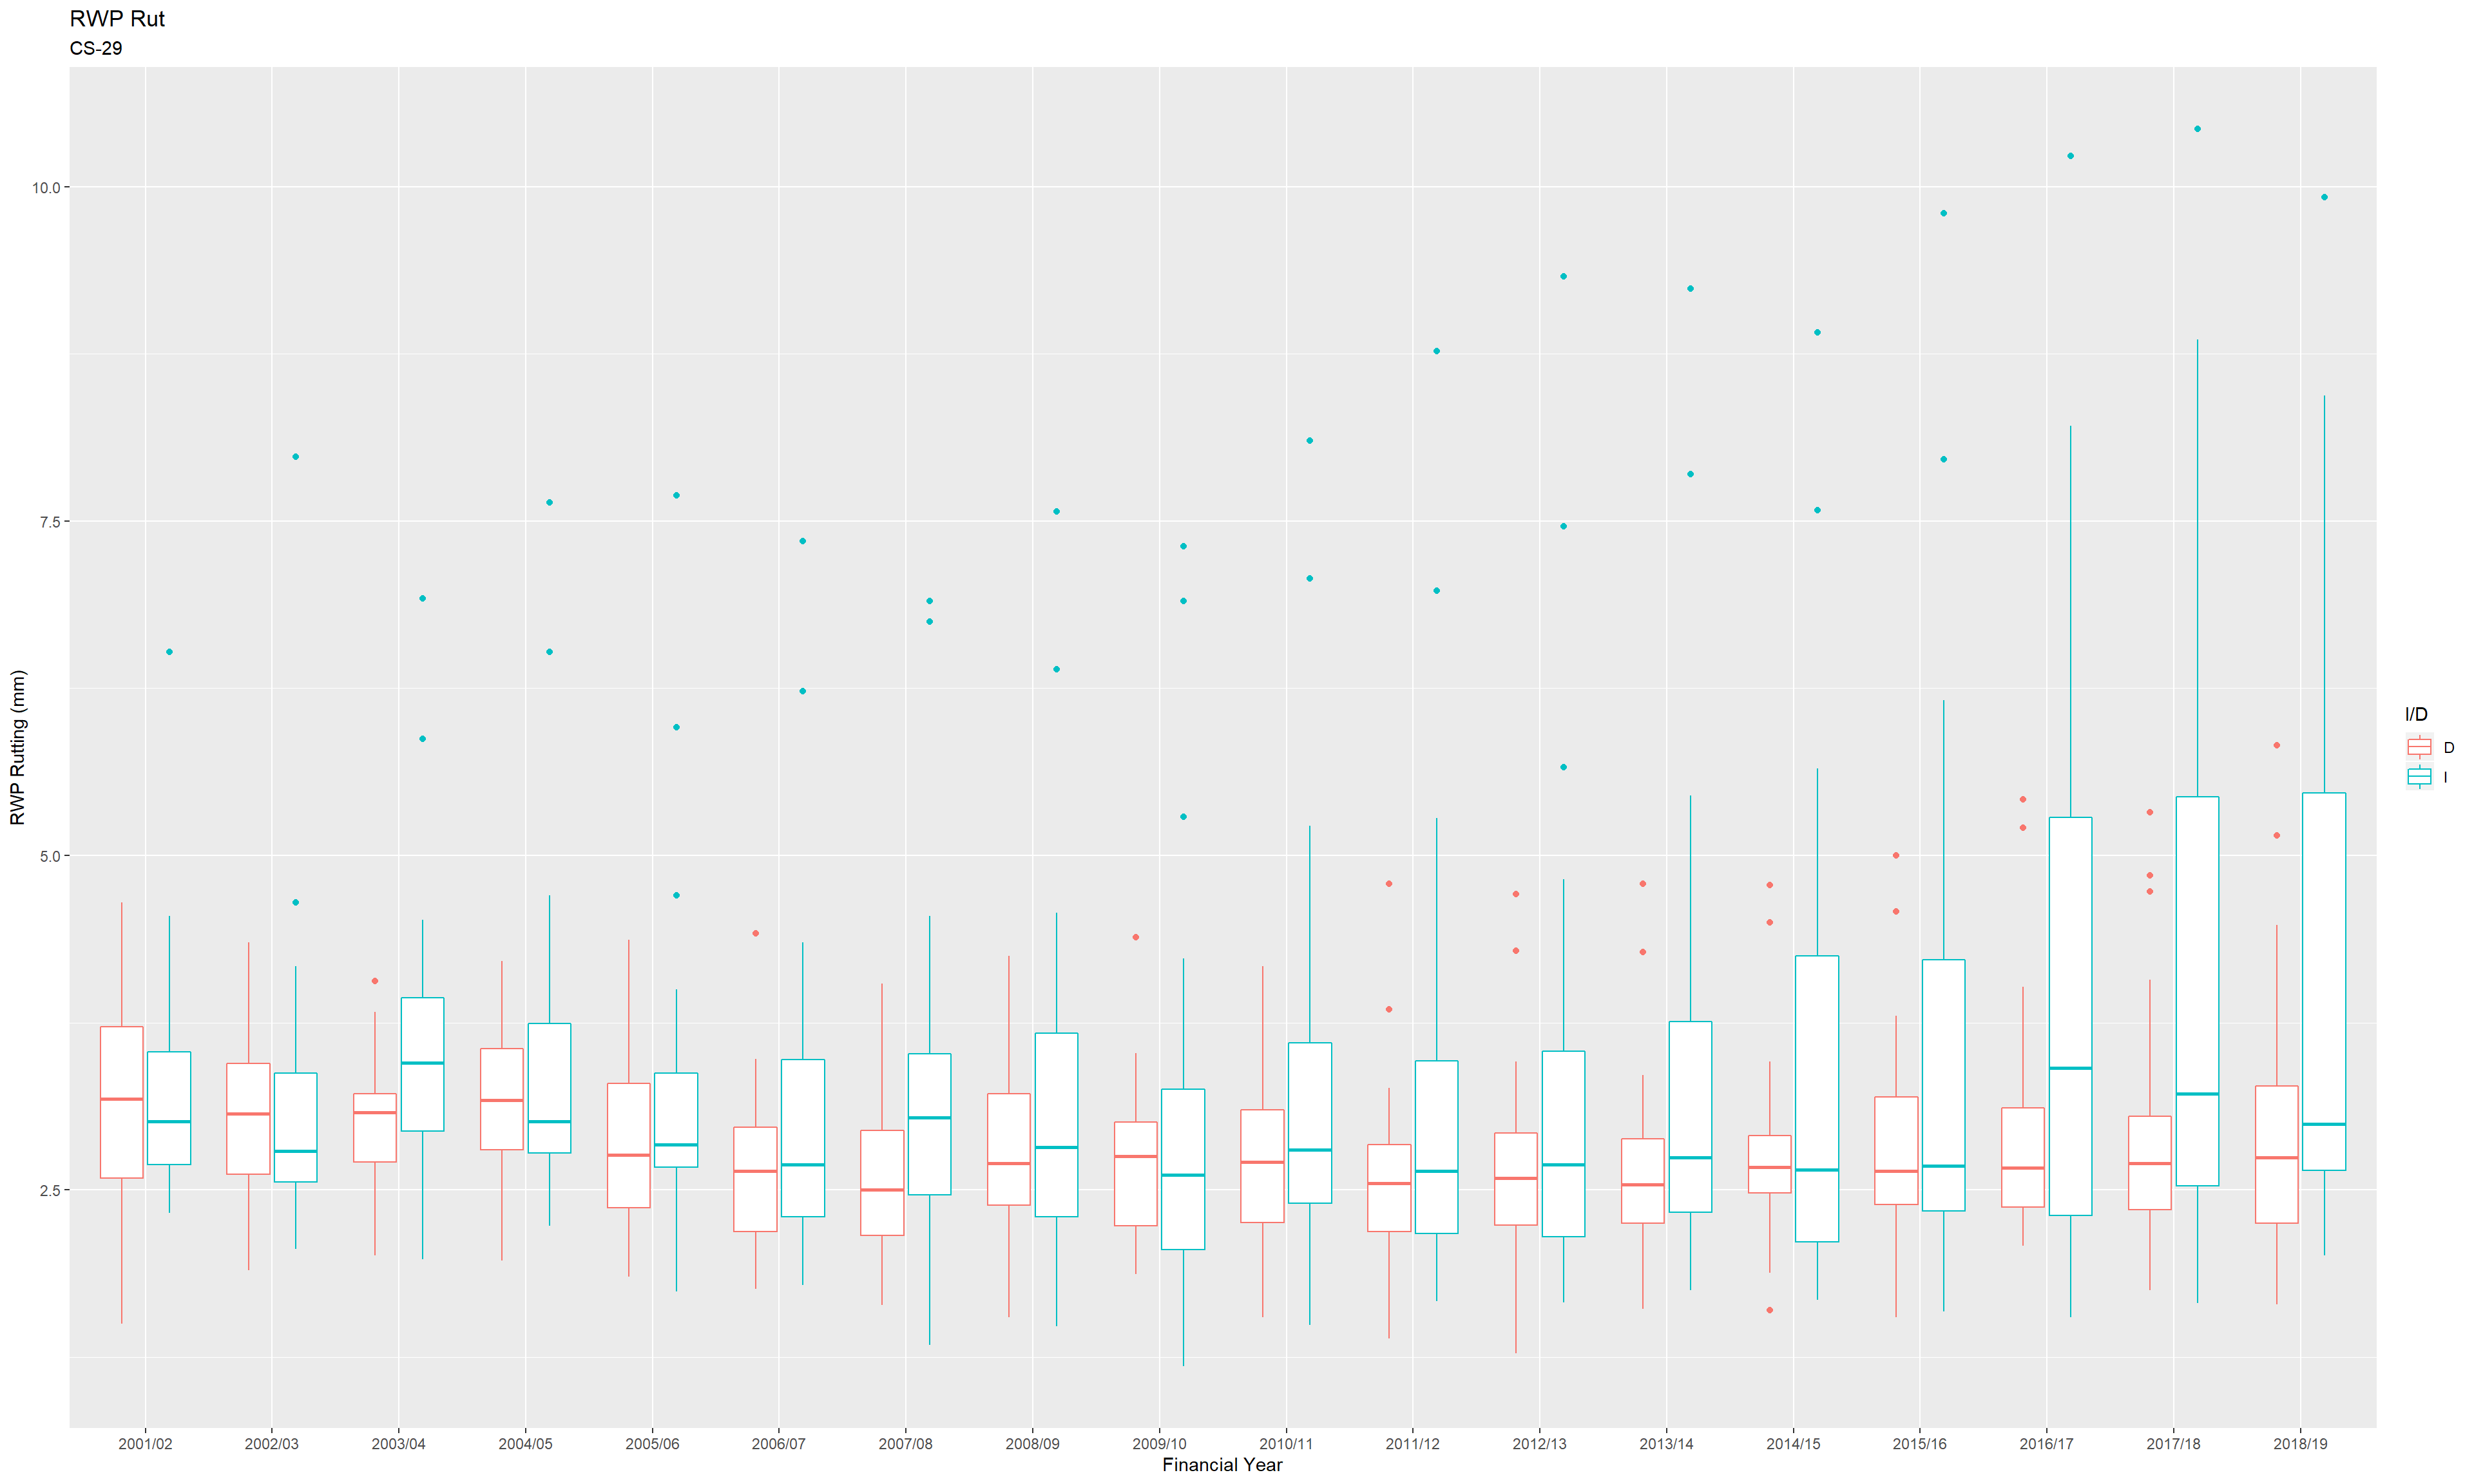 RWP Rut
CS-29
RWP Rutting (mm)
10.0
7.5
5.0
2.5
2001/02 2002/03 2003/04 2004/05 2005/06 2006/07 2007/08 2008/09 2009/10 2010/11 2011/12 2012/13 2013/14 2014/15 2015/16 2016/17 2017/18 2018/19
Financial Year
I/D
D
I